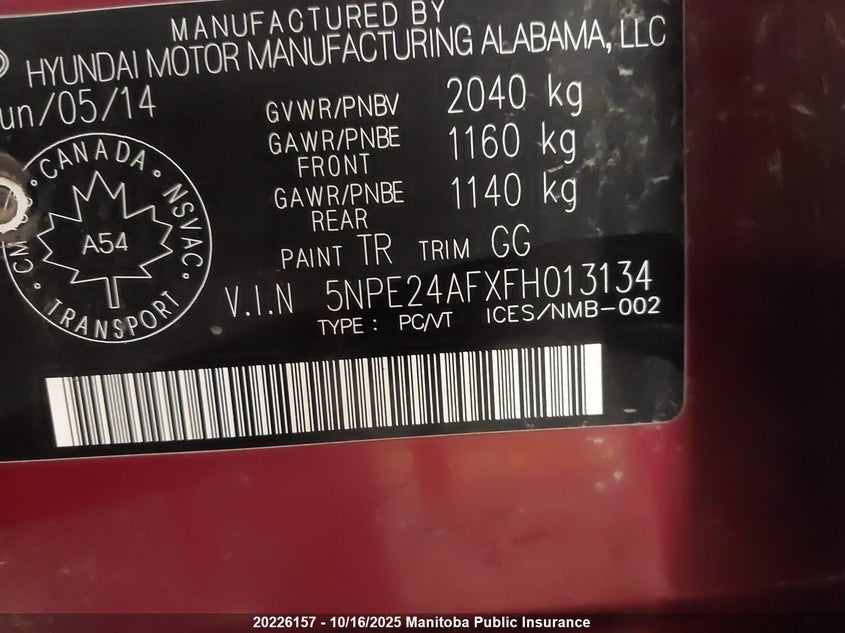 MANUFACTURED BY
HYUNDAI MOTOR MANUFACTURING ALABAMA, LLC
un/05/14
GVWR/PNBV 2040 kg
GAWR/PNBE FRONT 1160 kg
GAWR/PNBE REAR 1140 kg
PAINT TR TRIM GG
V.I.N 5NPE24AFXFH013134
TYPE : PC/VT ICES/NMB-002
CANADA · NSVAC ·
TRANSPORT
A54
20226157 - 10/16/2025 Manitoba Public Insurance